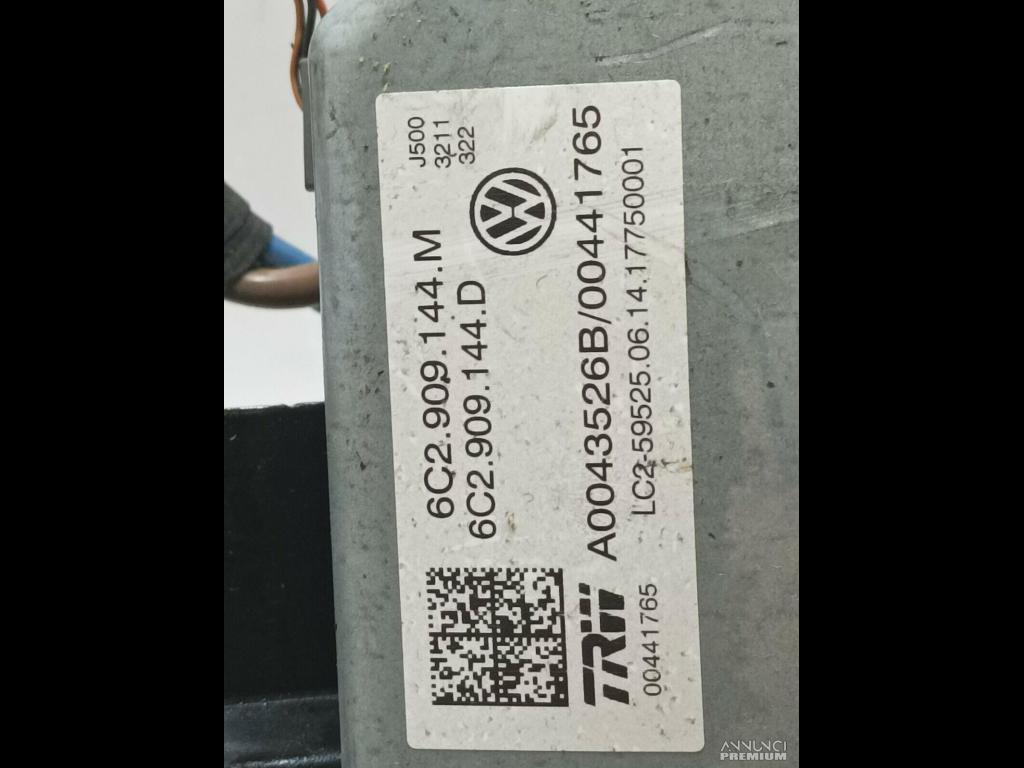 6C2.909.144.M
6C2.909.144.D
J500
3211
322
TRW
A0043526B/00441765
00441765
LC2-59525.06.14.17750001
ANNUNCI
PREMIUM